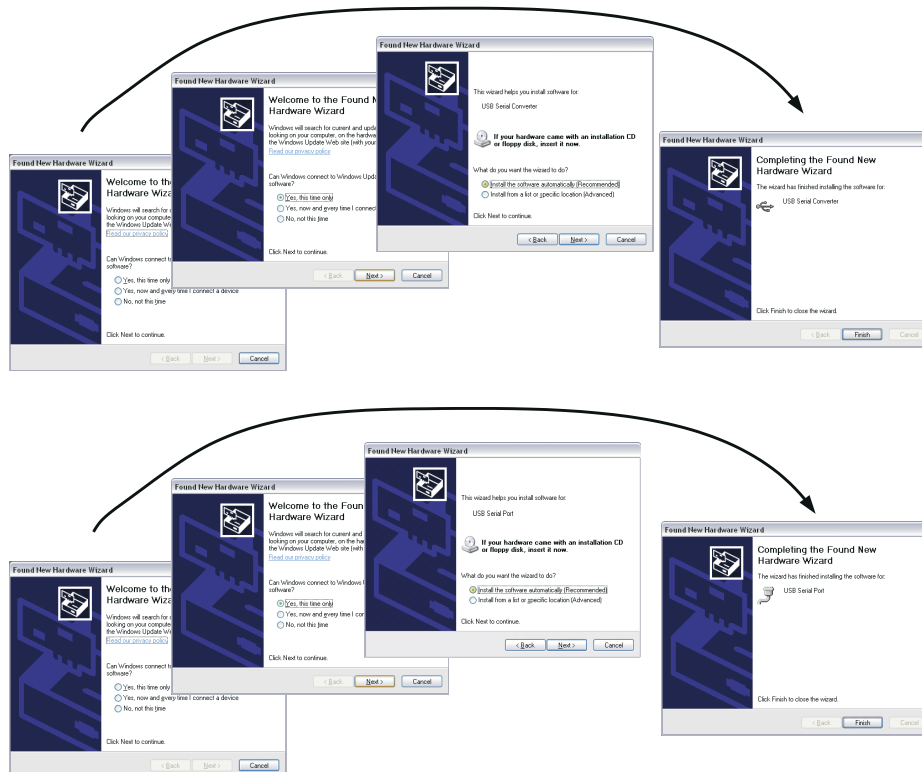 Found New Hardware Wizard
Welcome to th
Hardware Wiza
Windows will search for
looking on your compute
the Windows Update We
Read our privacy policy
Can Windows connect t
software?
Yes, this time only
Yes, now and every time I connect a device
No, not this time
Click Next to continue.
< Back
Next >
Cancel
Found New Hardware Wizard
Welcome to the Found N
Hardware Wizard
Windows will search for current and upda
looking on your computer, on the hardwa
the Windows Update Web site (with your
Read our privacy policy
Can Windows connect to Windows Upda
software?
Yes, this time only
Yes, now and every time I connect
No, not this time
Click Next to continue.
< Back
Next >
Cancel
Found New Hardware Wizard
This wizard helps you install software for:
USB Serial Converter
If your hardware came with an installation CD
or floppy disk, insert it now.
What do you want the wizard to do?
Install the software automatically (Recommended)
Install from a list or specific location (Advanced)
Click Next to continue.
< Back
Next >
Cancel
Found New Hardware Wizard
Completing the Found New
Hardware Wizard
The wizard has finished installing the software for:
USB Serial Converter
Click Finish to close the wizard.
< Back
Finish
Cancel
Found New Hardware Wizard
Welcome to th
Hardware Wiza
Windows will search for
looking on your compute
the Windows Update We
Read our privacy policy
Can Windows connect t
software?
Yes, this time only
Yes, now and every time I connect a device
No, not this time
Click Next to continue.
< Back
Next >
Cancel
Found New Hardware Wizard
Welcome to the Foun
Hardware Wizard
Windows will search for current and
looking on your computer, on the har
the Windows Update Web site (with
Read our privacy policy
Can Windows connect to Windows
software?
Yes, this time only
Yes, now and every time I cor
No, not this time
Click Next to continue.
< Back
Next >
Cancel
Found New Hardware Wizard
This wizard helps you install software for:
USB Serial Port
If your hardware came with an installation CD
or floppy disk, insert it now.
What do you want the wizard to do?
Install the software automatically (Recommended)
Install from a list or specific location (Advanced)
Click Next to continue.
< Back
Next >
Cancel
Found New Hardware Wizard
Completing the Found New
Hardware Wizard
The wizard has finished installing the software for:
USB Serial Port
Click Finish to close the wizard.
< Back
Finish
Cancel